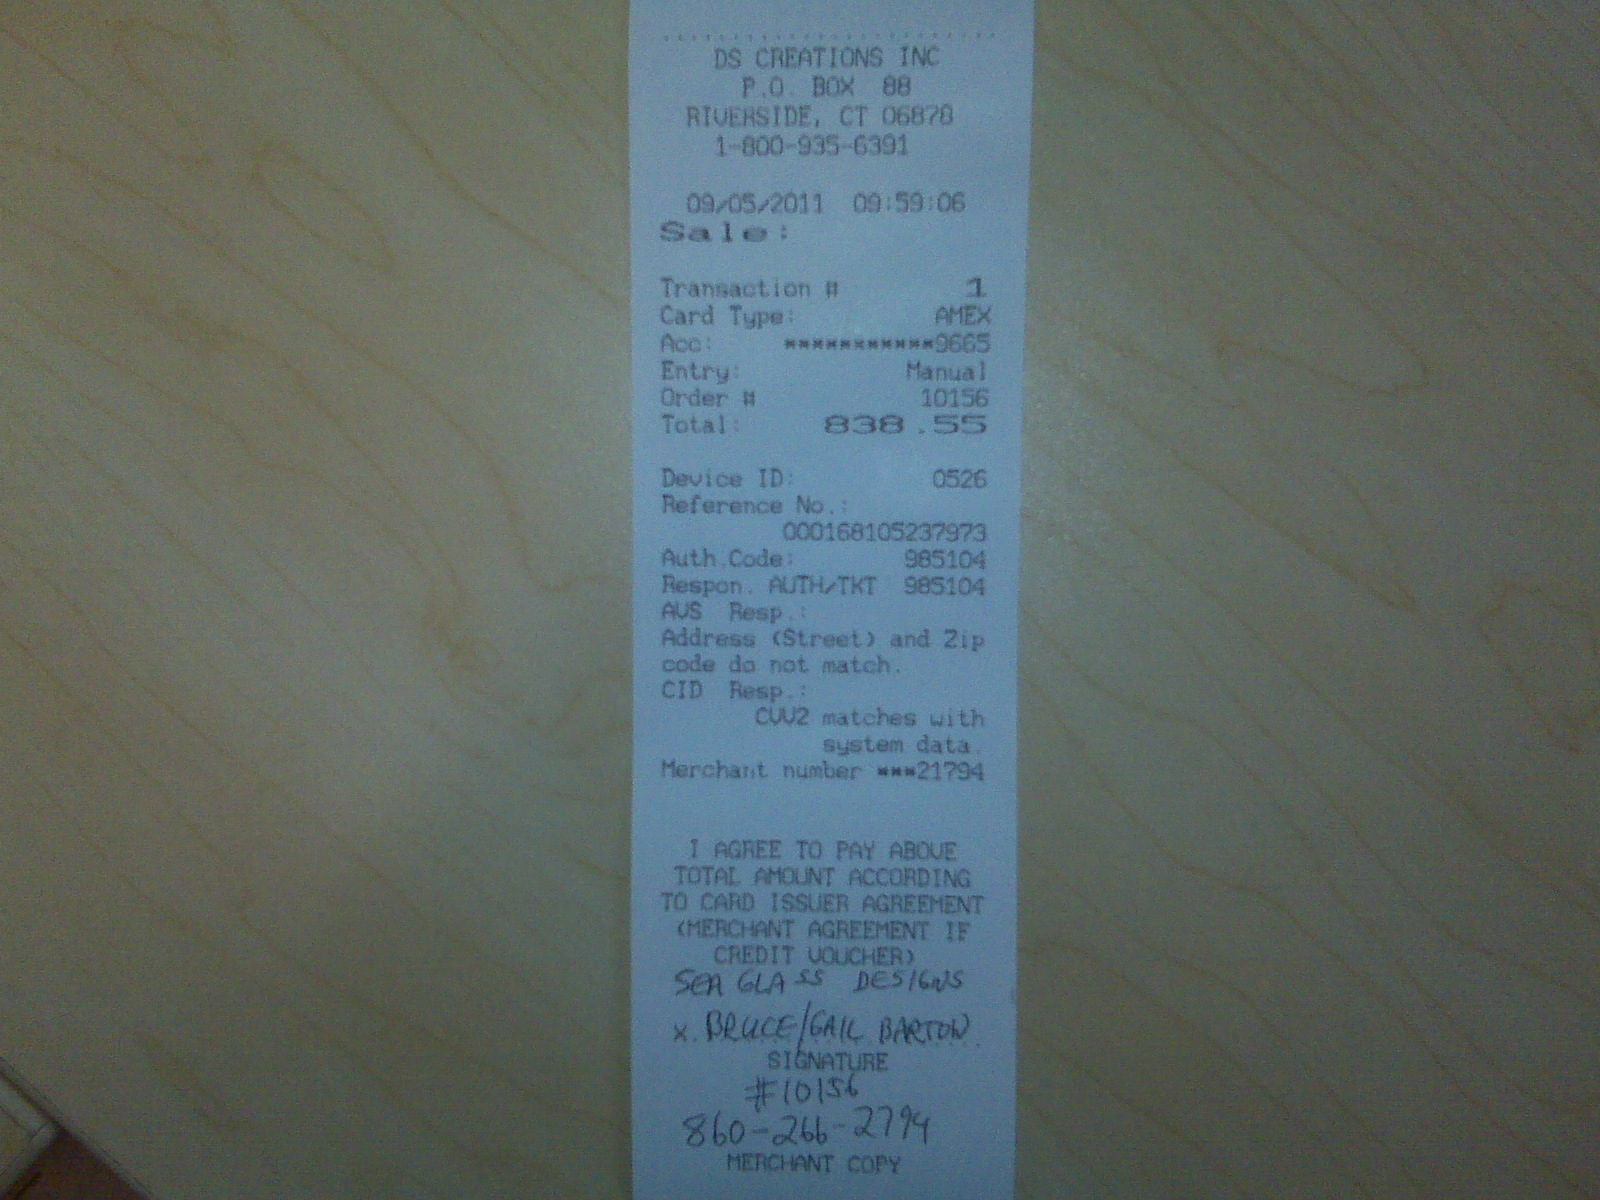 DS CREATIONS INC
P.O. BOX 88
RIVERSIDE, CT 06878
1-800-935-6391
09/05/2011 09:59:06
Sale:
Transaction # 1
Card Type: AMEX
Acc: ***********9665
Entry: Manual
Order # 10156
Total: 838.55
Device ID: 0526
Reference No.:
000168105237973
Auth.Code: 985104
Respon. AUTH/TKT 985104
AVS Resp.:
Address (Street) and Zip
code do not match.
CID Resp.:
CVV2 matches with
system data.
Merchant number ***21794
I AGREE TO PAY ABOVE
TOTAL AMOUNT ACCORDING
TO CARD ISSUER AGREEMENT
(MERCHANT AGREEMENT IF
CREDIT VOUCHER)
SEA GLASS DESIGNS
X. BRUCE/GAIL BARTON
SIGNATURE
#10156
860-266-2794
MERCHANT COPY